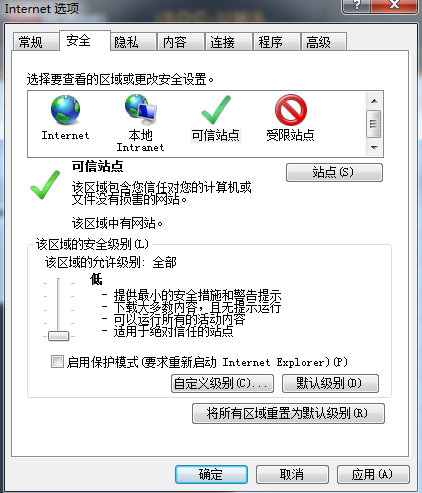 Internet 选项
常规 安全 隐私 内容 连接 程序 高级
选择要查看的区域或更改安全设置。
Internet 本地 Intranet 可信站点 受限站点
可信站点
站点(S)
该区域包含您信任对您的计算机或
文件没有损害的网站。
该区域中有网站。
该区域的安全级别(L)
该区域的允许级别: 全部
低
- 提供最小的安全措施和警告提示
- 下载大多数内容，且无提示运行
- 可以运行所有的活动内容
- 适用于绝对信任的站点
启用保护模式(要求重新启动 Internet Explorer)(P)
自定义级别(C)... 默认级别(D)
将所有区域重置为默认级别(R)
确定 取消 应用(A)